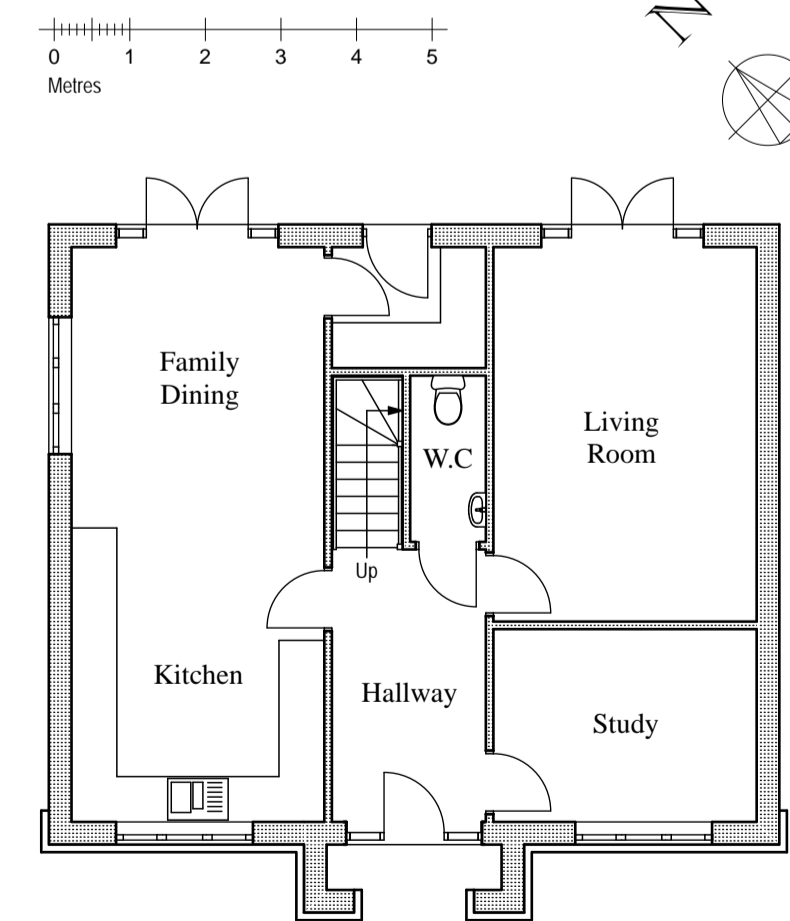 N
0 1 2 3 4 5
Metres
Family
Dining
Living
Room
W.C
Up
Kitchen
Hallway
Study